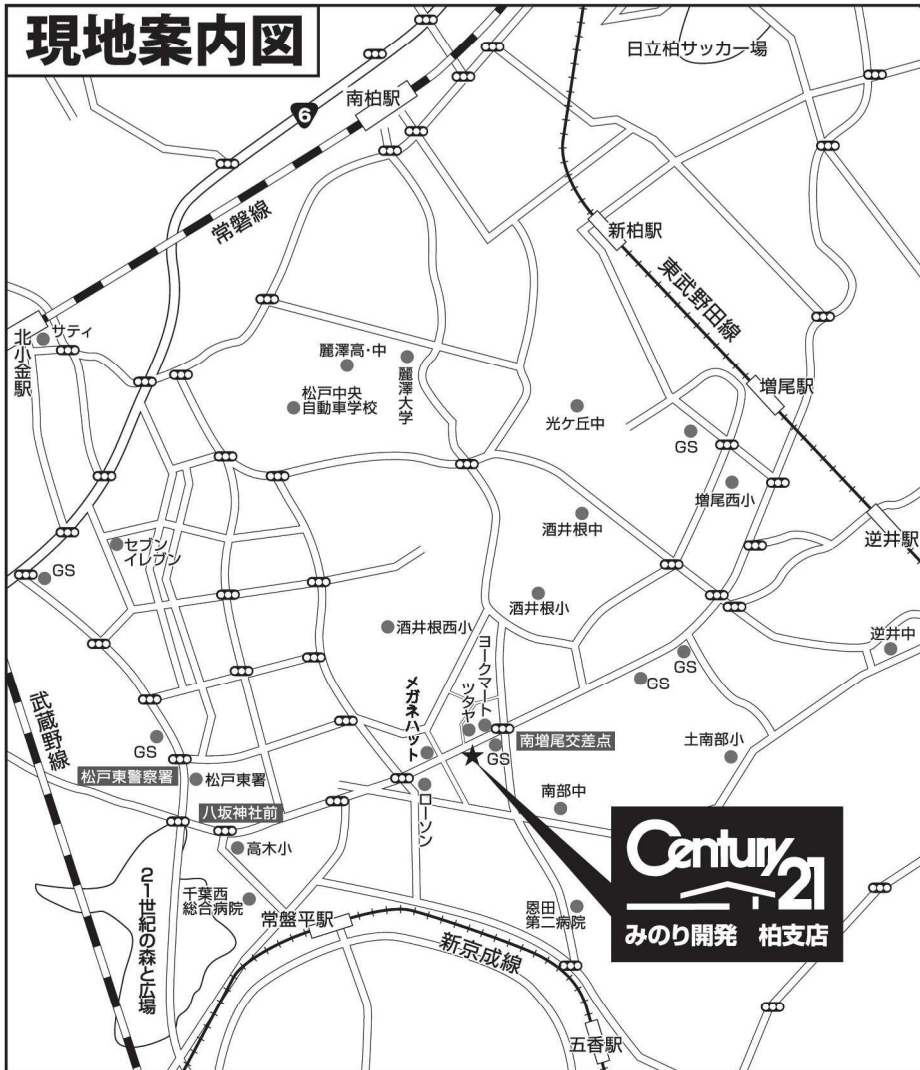 現地案内図
日立柏サッカー場
南柏駅
6
常磐線
新柏駅
東武野田線
北小金駅
サティ
麗澤高・中
麗澤大学
松戸中央
自動車学校
増尾駅
光ケ丘中
GS
増尾西小
酒井根中
逆井駅
セブン
イレブン
GS
酒井根小
酒井根西小
逆井中
ヨークマート
ツタヤ
メガネハット
GS
GS
武蔵野線
GS
南増尾交差点
GS
土南部小
松戸東警察署
松戸東署
ローソン
南部中
八坂神社前
高木小
21世紀の森と広場
千葉西
総合病院
常盤平駅
新京成線
恩田
第二病院
五香駅
Century 21
みのり開発 柏支店